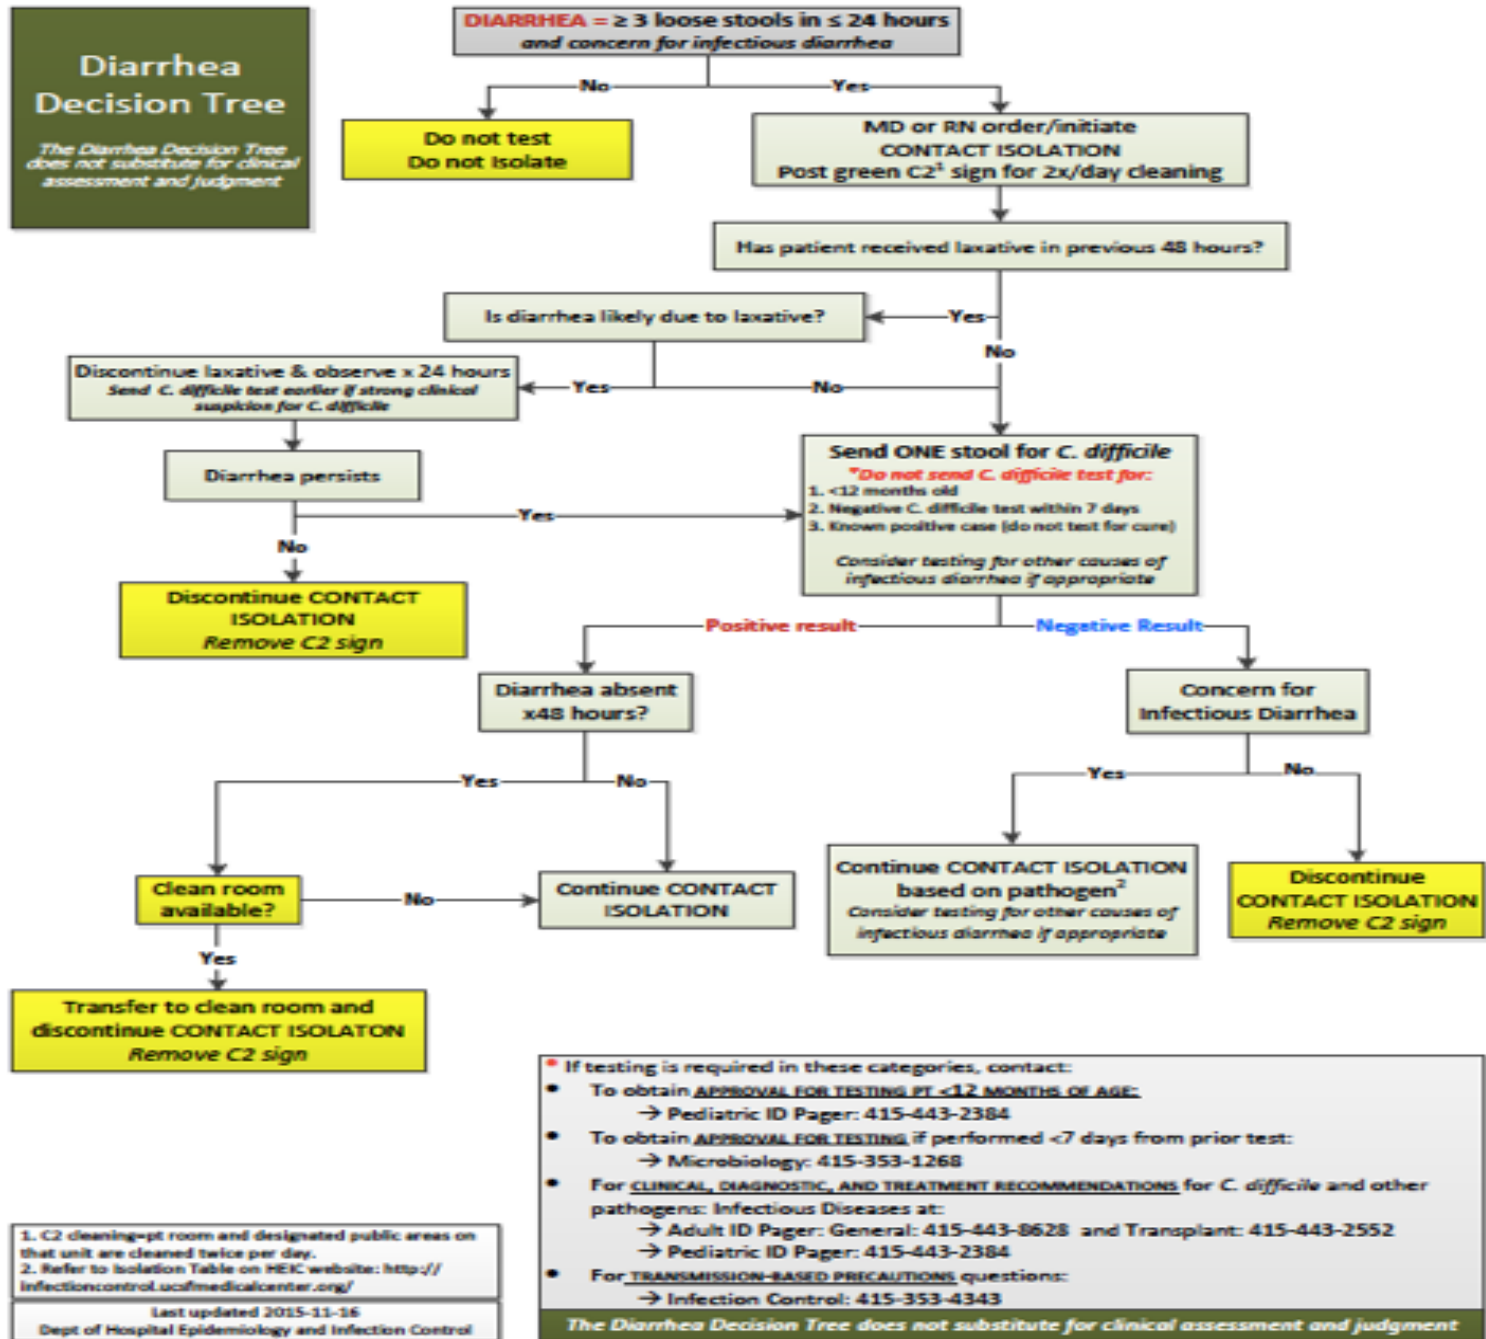 Diarrhea
Decision Tree
The Diarrhea Decision Tree
does not substitute for clinical
assessment and judgment
DIARRHEA = ≥ 3 loose stools in ≤ 24 hours
and concern for infectious diarrhea
No
Yes
Do not test
Do not Isolate
MD or RN order/initiate
CONTACT ISOLATION
Post green C2¹ sign for 2x/day cleaning
Has patient received laxative in previous 48 hours?
Is diarrhea likely due to laxative?
Yes
No
Discontinue laxative & observe x 24 hours
Send C. difficile test earlier if strong clinical
suspicion for C. difficile
Yes
No
Diarrhea persists
Send ONE stool for C. difficile
*Do not send C. difficile test for:
1. <12 months old
2. Negative C. difficile test within 7 days
3. Known positive case (do not test for cure)
Consider testing for other causes of
infectious diarrhea if appropriate
Yes
No
Discontinue CONTACT
ISOLATION
Remove C2 sign
Positive result
Negative Result
Diarrhea absent
x48 hours?
Concern for
Infectious Diarrhea
Yes
No
Yes
No
Clean room
available?
No
Continue CONTACT
ISOLATION
Continue CONTACT ISOLATION
based on pathogen²
Consider testing for other causes of
infectious diarrhea if appropriate
Discontinue
CONTACT ISOLATION
Remove C2 sign
Yes
Transfer to clean room and
discontinue CONTACT ISOLATON
Remove C2 sign
* If testing is required in these categories, contact:
• To obtain APPROVAL FOR TESTING PT <12 MONTHS OF AGE:
→ Pediatric ID Pager: 415-443-2384
• To obtain APPROVAL FOR TESTING if performed <7 days from prior test:
→ Microbiology: 415-353-1268
• For CLINICAL, DIAGNOSTIC, AND TREATMENT RECOMMENDATIONS for C. difficile and other
pathogens: Infectious Diseases at:
→ Adult ID Pager: General: 415-443-8628 and Transplant: 415-443-2552
→ Pediatric ID Pager: 415-443-2384
• For TRANSMISSION-BASED PRECAUTIONS questions:
→ Infection Control: 415-353-4343
The Diarrhea Decision Tree does not substitute for clinical assessment and judgment
1. C2 cleaning=pt room and designated public areas on
that unit are cleaned twice per day.
2. Refer to Isolation Table on HEIC website: http://
infectioncontrol.ucsfmedicalcenter.org/
Last updated 2015-11-16
Dept of Hospital Epidemiology and Infection Control